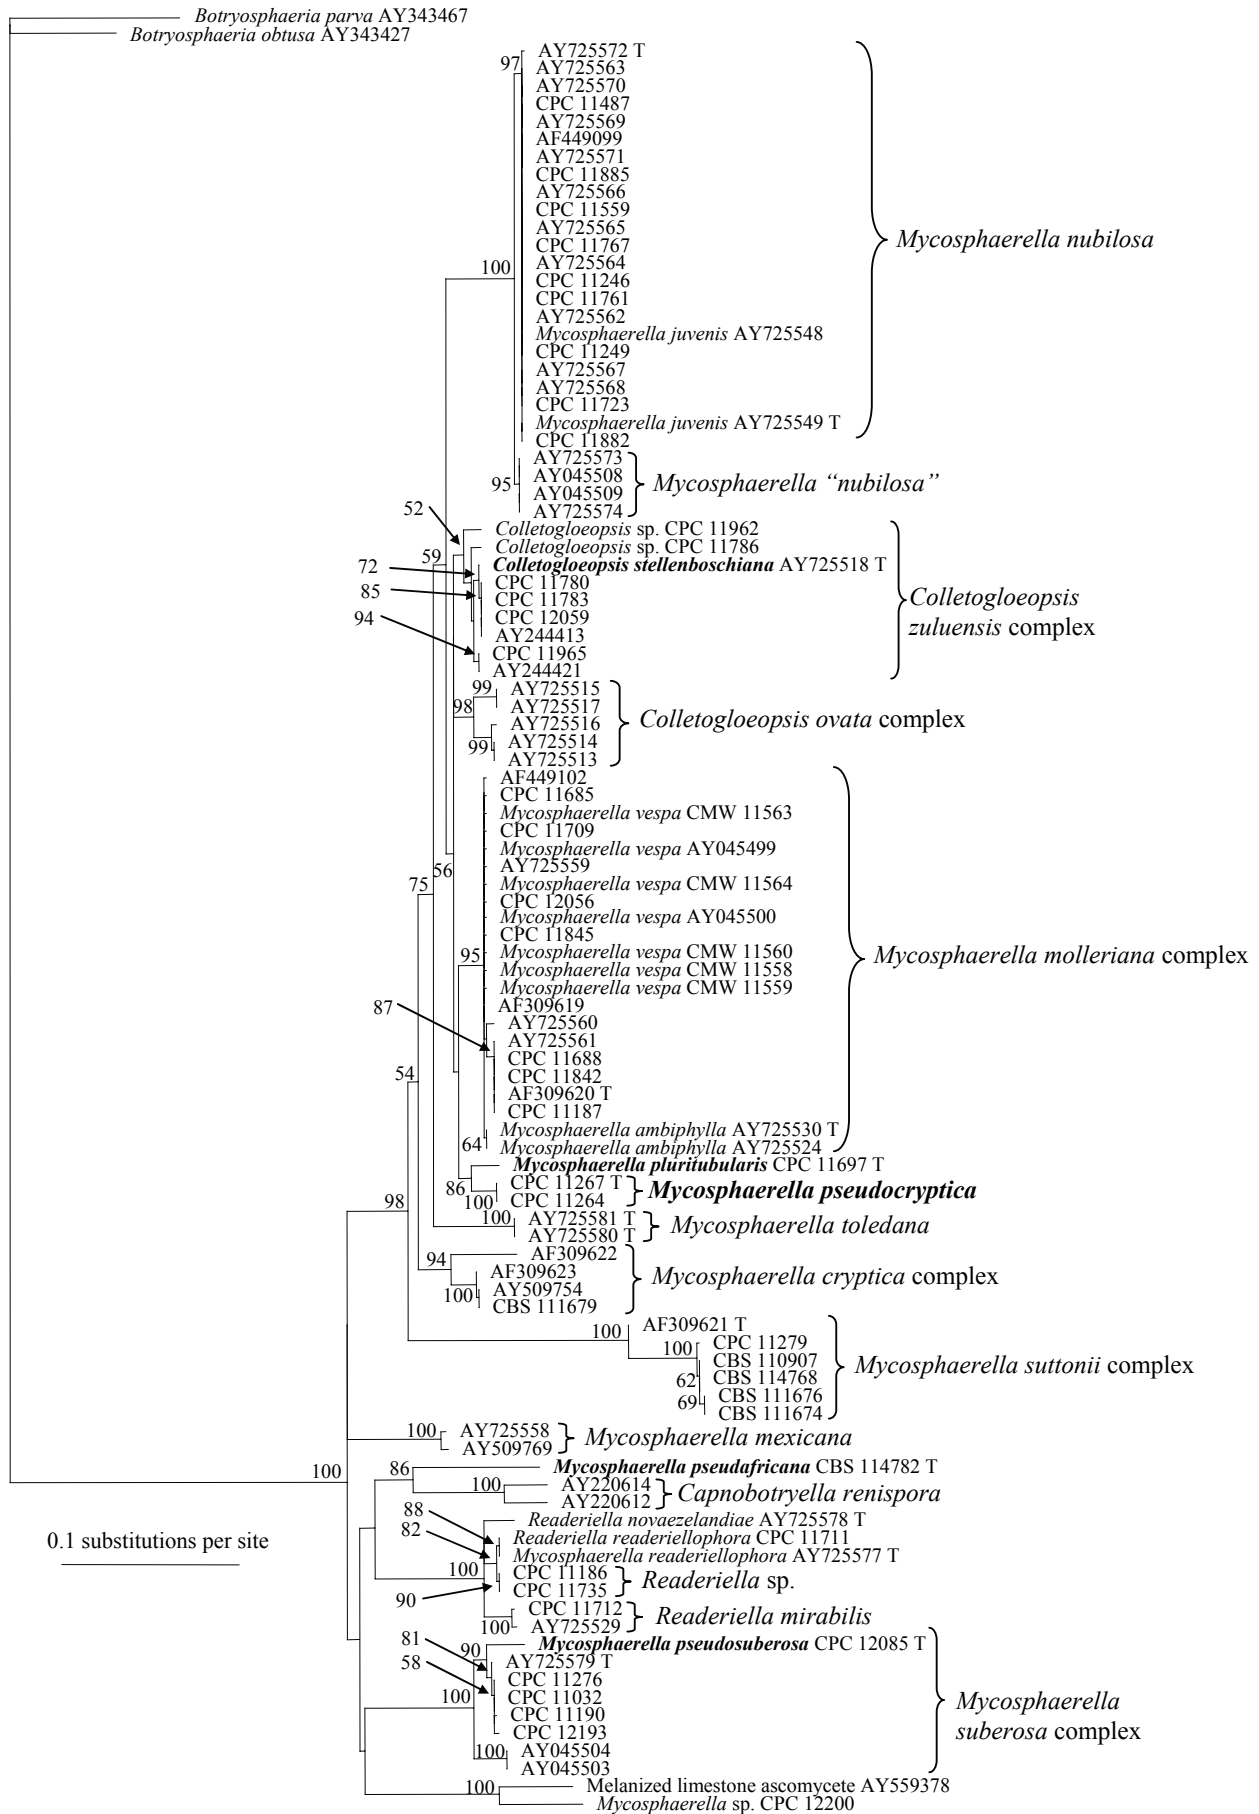 Botryosphaeria parva AY343467
Botryosphaeria obtusa AY343427
97
AY725572 T
AY725563
AY725570
CPC 11487
AY725569
AF449099
AY725571
CPC 11885
AY725566
CPC 11559
AY725565
CPC 11767
AY725564
CPC 11246
CPC 11761
AY725562
Mycosphaerella juvenis AY725548
CPC 11249
AY725567
AY725568
CPC 11723
Mycosphaerella juvenis AY725549 T
CPC 11882
Mycosphaerella nubilosa
100
95
AY725573
AY045508
AY045509
AY725574
Mycosphaerella “nubilosa”
52
59
72
85
94
Colletogloeopsis sp. CPC 11962
Colletogloeopsis sp. CPC 11786
Colletogloeopsis stellenboschiana AY725518 T
CPC 11780
CPC 11783
CPC 12059
AY244413
CPC 11965
AY244421
Colletogloeopsis
zuluensis complex
99
98
99
AY725515
AY725517
AY725516
AY725514
AY725513
Colletogloeopsis ovata complex
56
75
95
87
64
AF449102
CPC 11685
Mycosphaerella vespa CMW 11563
CPC 11709
Mycosphaerella vespa AY045499
AY725559
Mycosphaerella vespa CMW 11564
CPC 12056
Mycosphaerella vespa AY045500
CPC 11845
Mycosphaerella vespa CMW 11560
Mycosphaerella vespa CMW 11558
Mycosphaerella vespa CMW 11559
AF309619
AY725560
AY725561
CPC 11688
CPC 11842
AF309620 T
CPC 11187
Mycosphaerella ambiphylla AY725530 T
Mycosphaerella ambiphylla AY725524
Mycosphaerella molleriana complex
54
Mycosphaerella pluritubularis CPC 11697 T
86
100
CPC 11267 T
CPC 11264
Mycosphaerella pseudocryptica
98
100
AY725581 T
AY725580 T
Mycosphaerella toledana
94
100
AF309622
AF309623
AY509754
CBS 111679
Mycosphaerella cryptica complex
100
100
62
69
AF309621 T
CPC 11279
CBS 110907
CBS 114768
CBS 111676
CBS 111674
Mycosphaerella suttonii complex
100
AY725558
AY509769
Mycosphaerella mexicana
100
86
Mycosphaerella pseudafricana CBS 114782 T
100
AY220614
AY220612
Capnobotryella renispora
0.1 substitutions per site
88
82
100
90
Readeriella novaezelandiae AY725578 T
Readeriella readeriellophora CPC 11711
Mycosphaerella readeriellophora AY725577 T
CPC 11186
CPC 11735
Readeriella sp.
100
CPC 11712
AY725529
Readeriella mirabilis
81
58
90
100
100
Mycosphaerella pseudosuberosa CPC 12085 T
AY725579 T
CPC 11276
CPC 11032
CPC 11190
CPC 12193
AY045504
AY045503
Mycosphaerella
suberosa complex
100
Melanized limestone ascomycete AY559378
Mycosphaerella sp. CPC 12200